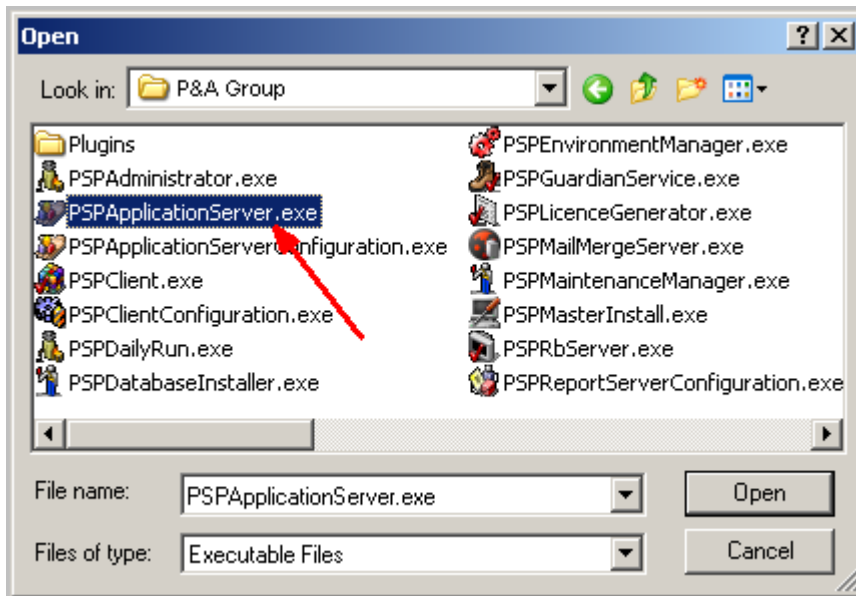 Open
Look in: P&A Group
Plugins
PSPAdministrator.exe
PSPApplicationServer.exe
PSPApplicationServerConfiguration.exe
PSPClient.exe
PSPClientConfiguration.exe
PSPDailyRun.exe
PSPDatabaseInstaller.exe
PSPEnvironmentManager.exe
PSPGuardianService.exe
PSPLicenceGenerator.exe
PSPMailMergeServer.exe
PSPMaintenanceManager.exe
PSPMasterInstall.exe
PSPRbServer.exe
PSPReportServerConfiguration.exe
File name: PSPApplicationServer.exe Open
Files of type: Executable Files Cancel